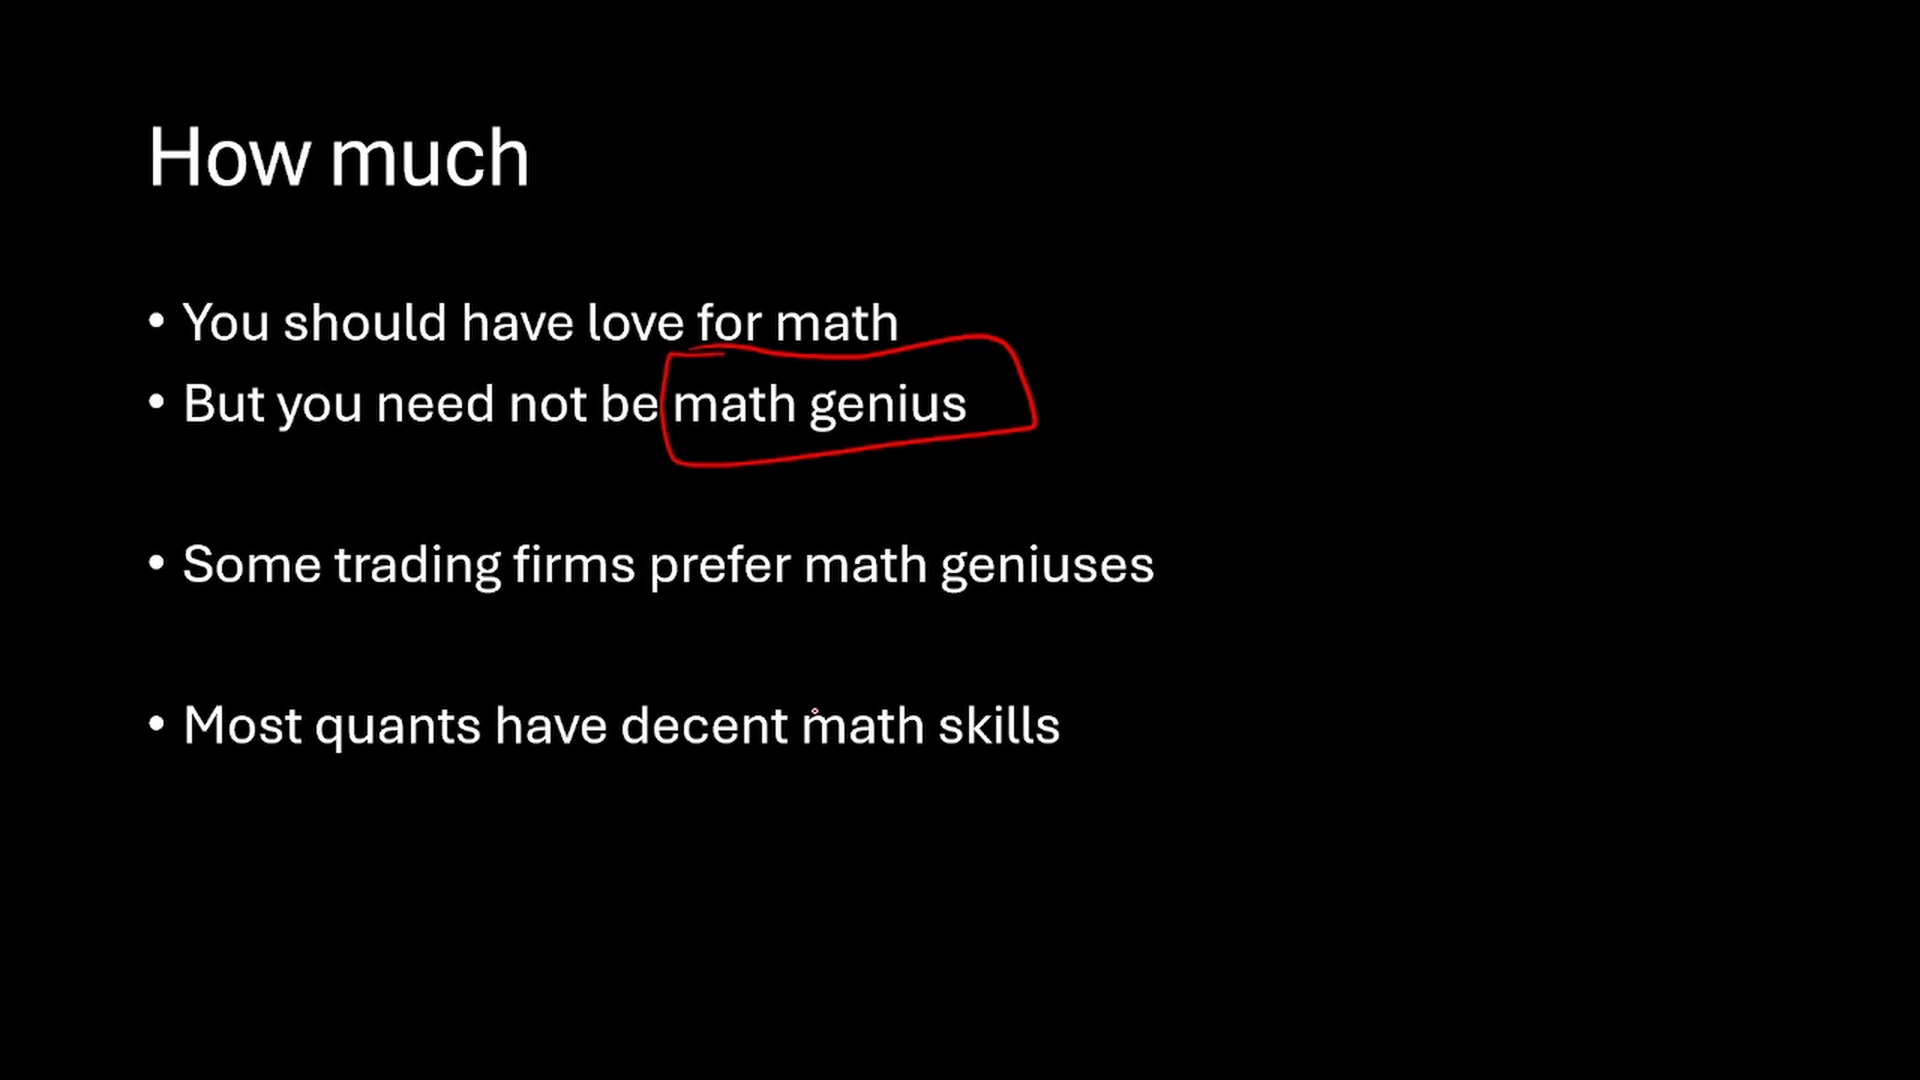 How much
• You should have love for math
• But you need not be math genius
• Some trading firms prefer math geniuses
• Most quants have decent math skills